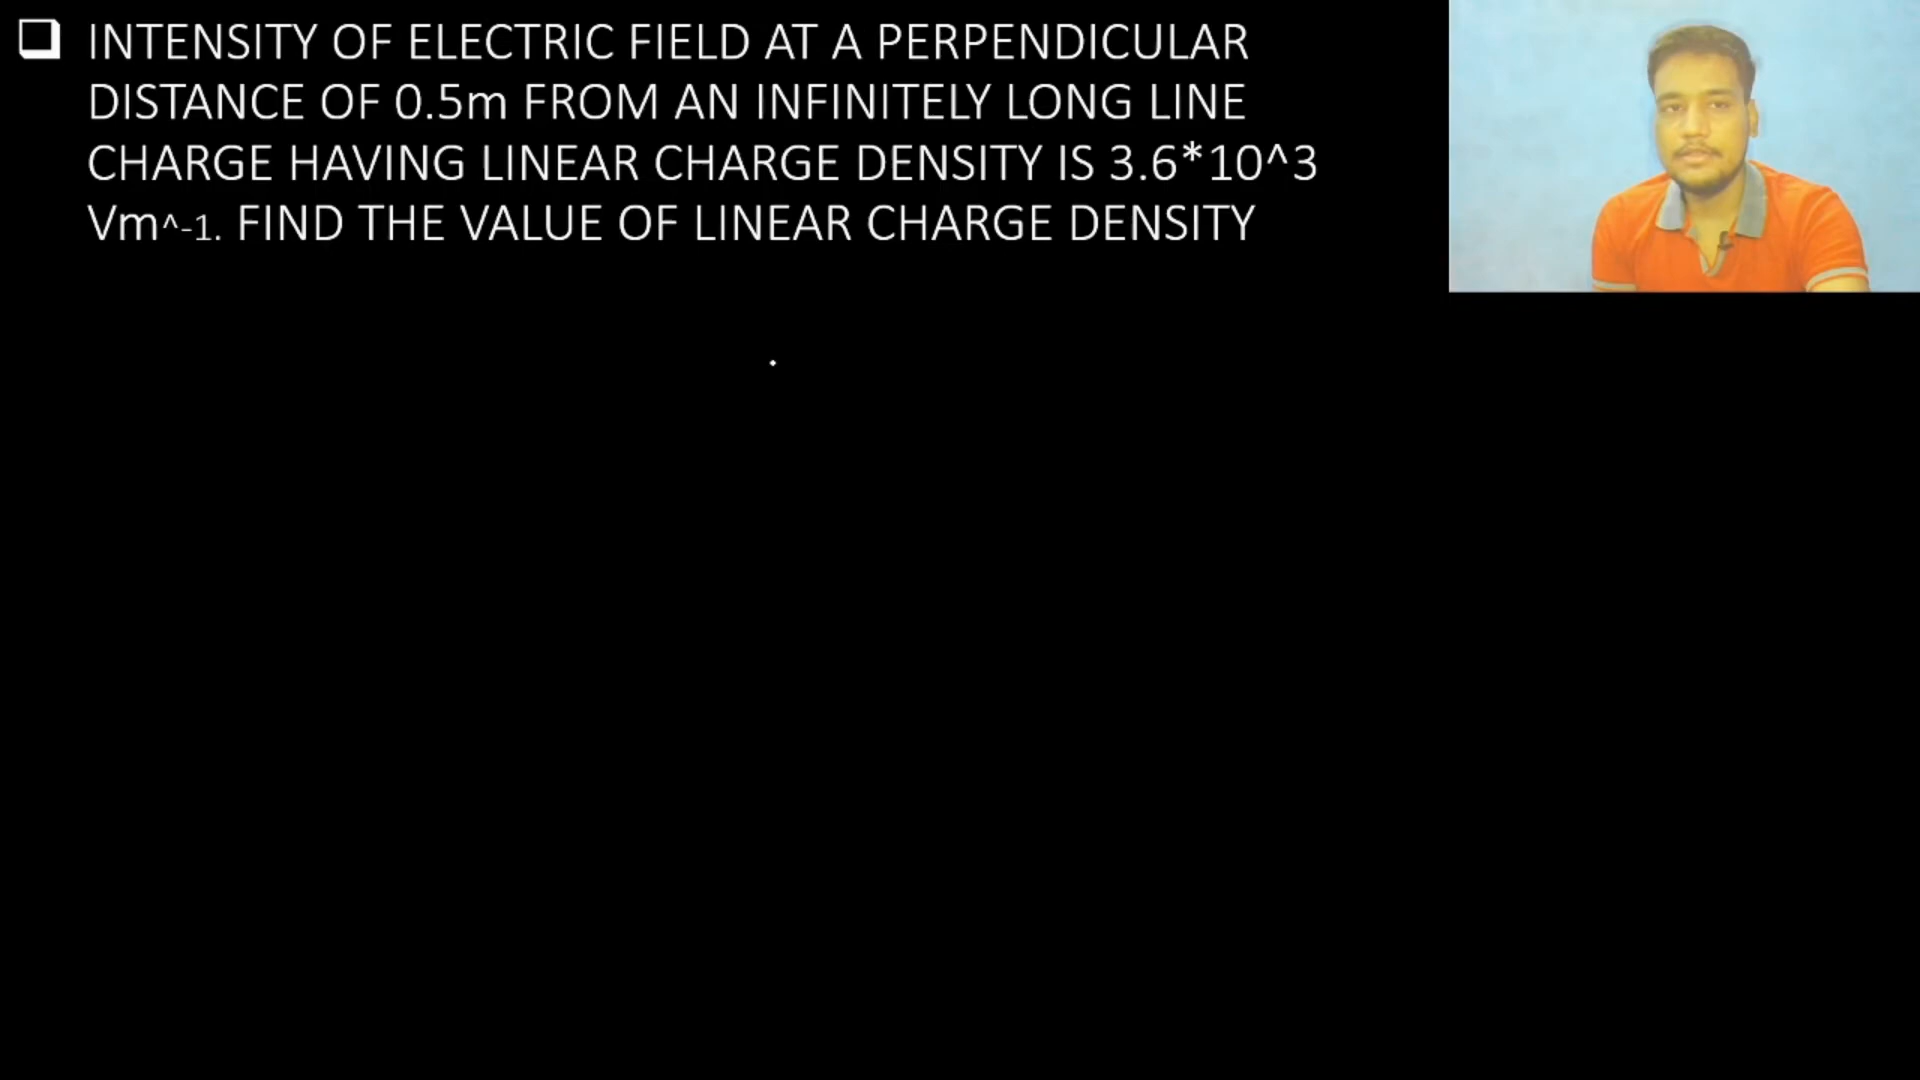 INTENSITY OF ELECTRIC FIELD AT A PERPENDICULAR
DISTANCE OF 0.5m FROM AN INFINITELY LONG LINE
CHARGE HAVING LINEAR CHARGE DENSITY IS 3.6*10^3
Vm^-1. FIND THE VALUE OF LINEAR CHARGE DENSITY